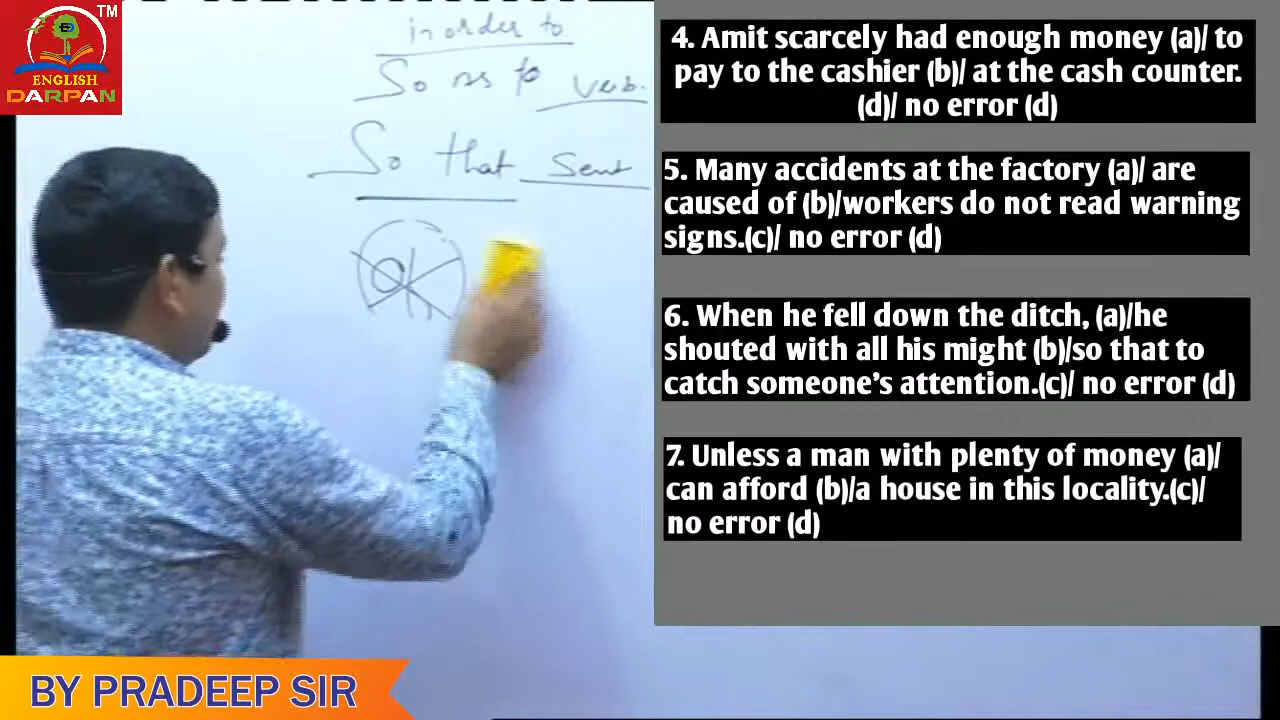 TM
ENGLISH
DARPAN
in order to
So as to verb.
So that Sent
4. Amit scarcely had enough money (a)/ to
pay to the cashier (b)/ at the cash counter.
(d)/ no error (d)
5. Many accidents at the factory (a)/ are
caused of (b)/workers do not read warning
signs.(c)/ no error (d)
6. When he fell down the ditch, (a)/he
shouted with all his might (b)/so that to
catch someone’s attention.(c)/ no error (d)
7. Unless a man with plenty of money (a)/
can afford (b)/a house in this locality.(c)/
no error (d)
BY PRADEEP SIR